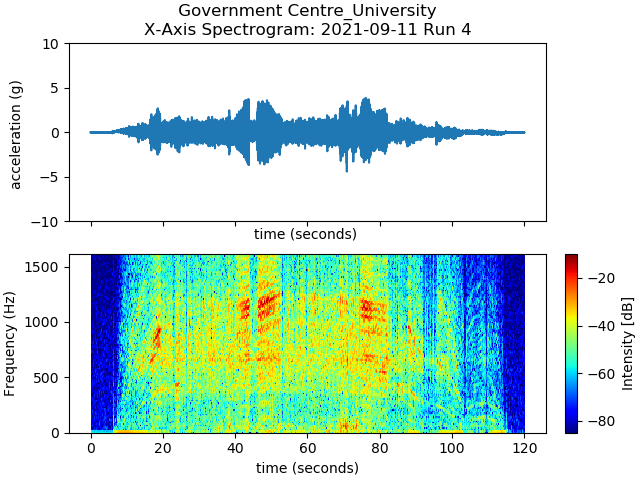 Government Centre_University
X-Axis Spectrogram: 2021-09-11 Run 4
10
5
0
−5
−10
acceleration (g)
time (seconds)
1500
1000
500
0
Frequency (Hz)
0 20 40 60 80 100 120
time (seconds)
−20
−40
−60
−80
Intensity [dB]